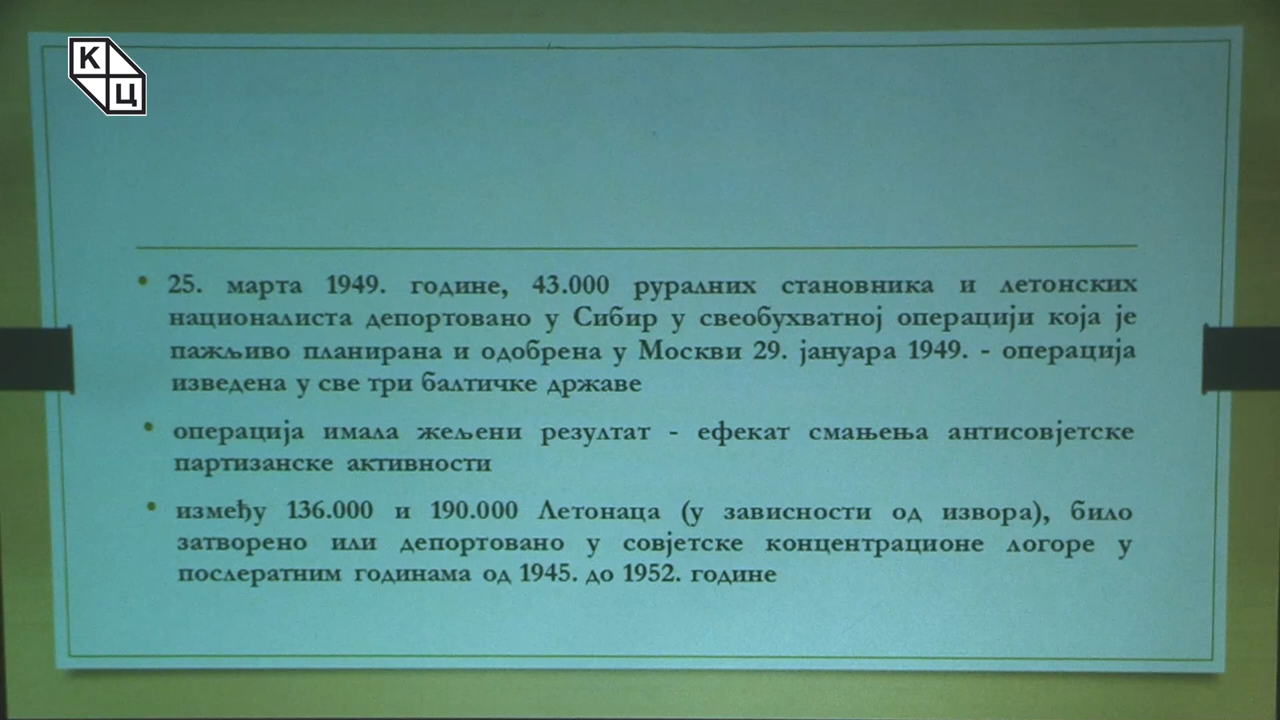 К
Ц
• 25. марта 1949. године, 43.000 руралних становника и летонских
националиста депортовано у Сибир у свеобухватној операцији која је
пажљиво планирана и одобрена у Москви 29. јануара 1949. - операција
изведена у све три балтичке државе
• операција имала жељени резултат - ефекат смањења антисовјетске
партизанске активности
• између 136.000 и 190.000 Летонаца (у зависности од извора), било
затворено или депортовано у совјетске концентрационе логоре у
послератним годинама од 1945. до 1952. године